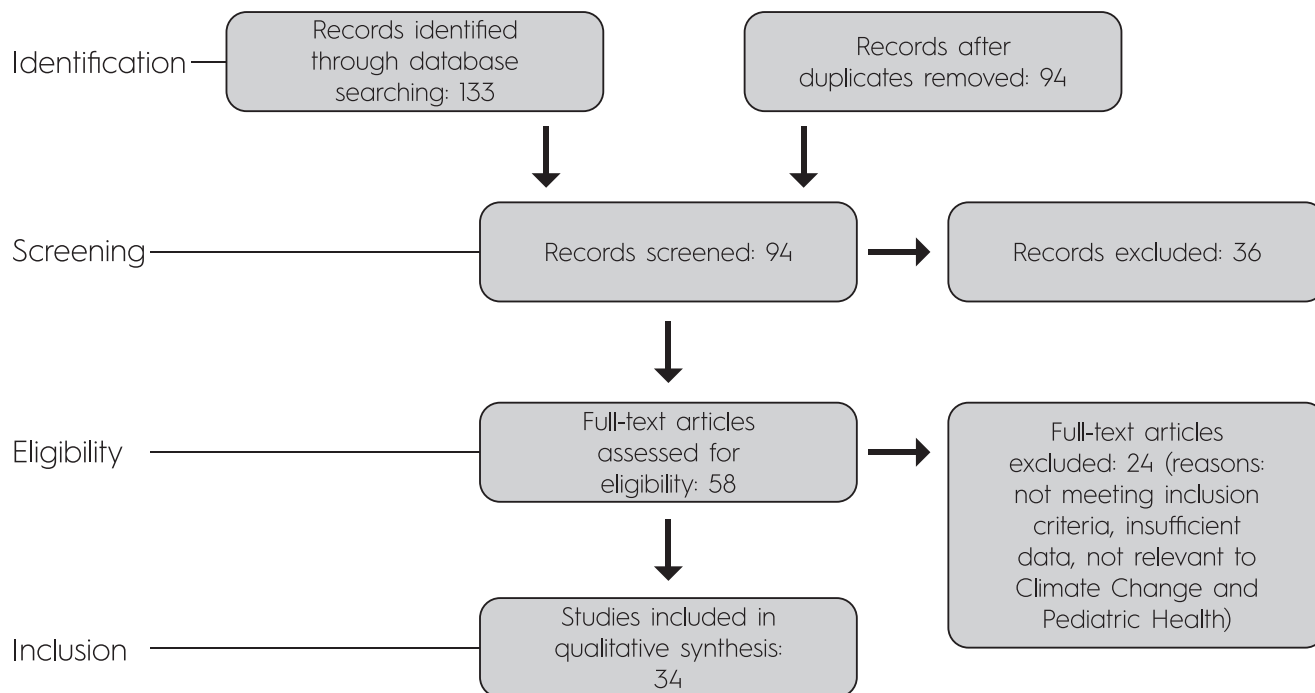 Identification
Records identified
through database
searching: 133
Records after
duplicates removed: 94
Screening
Records screened: 94
Records excluded: 36
Eligibility
Full-text articles
assessed for
eligibility: 58
Full-text articles
excluded: 24 (reasons:
not meeting inclusion
criteria, insufficient
data, not relevant to
Climate Change and
Pediatric Health)
Inclusion
Studies included in
qualitative synthesis:
34